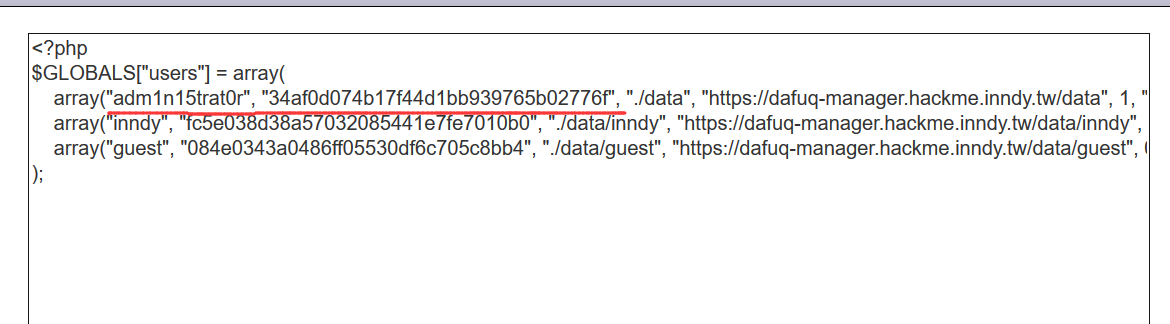 <?php
$GLOBALS["users"] = array(
array("adm1n15trat0r", "34af0d074b17f44d1bb939765b02776f", "./data", "https://dafuq-manager.hackme.inndy.tw/data", 1, "
array("inndy", "fc5e038d38a57032085441e7fe7010b0", "./data/inndy", "https://dafuq-manager.hackme.inndy.tw/data/inndy",
array("guest", "084e0343a0486ff05530df6c705c8bb4", "./data/guest", "https://dafuq-manager.hackme.inndy.tw/data/guest",
);